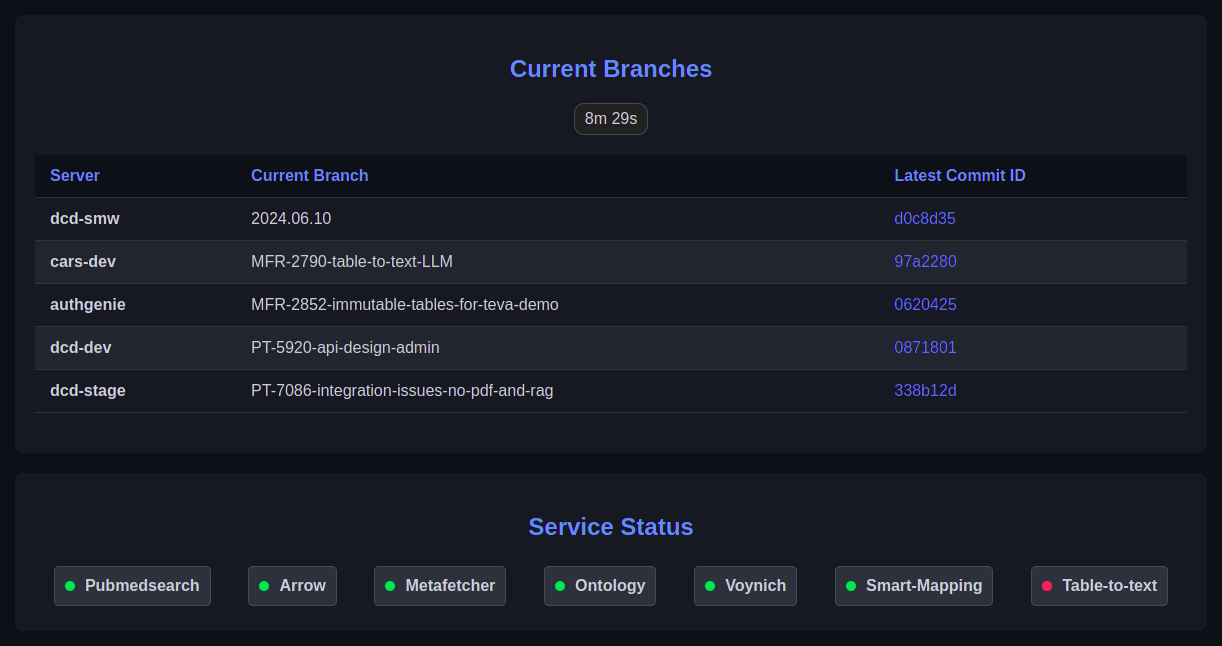 Current Branches
8m 29s
Server Current Branch Latest Commit ID
dcd-smw 2024.06.10 d0c8d35
cars-dev MFR-2790-table-to-text-LLM 97a2280
authgenie MFR-2852-immutable-tables-for-teva-demo 0620425
dcd-dev PT-5920-api-design-admin 0871801
dcd-stage PT-7086-integration-issues-no-pdf-and-rag 338b12d
Service Status
Pubmedsearch Arrow Metafetcher Ontology Voynich Smart-Mapping Table-to-text